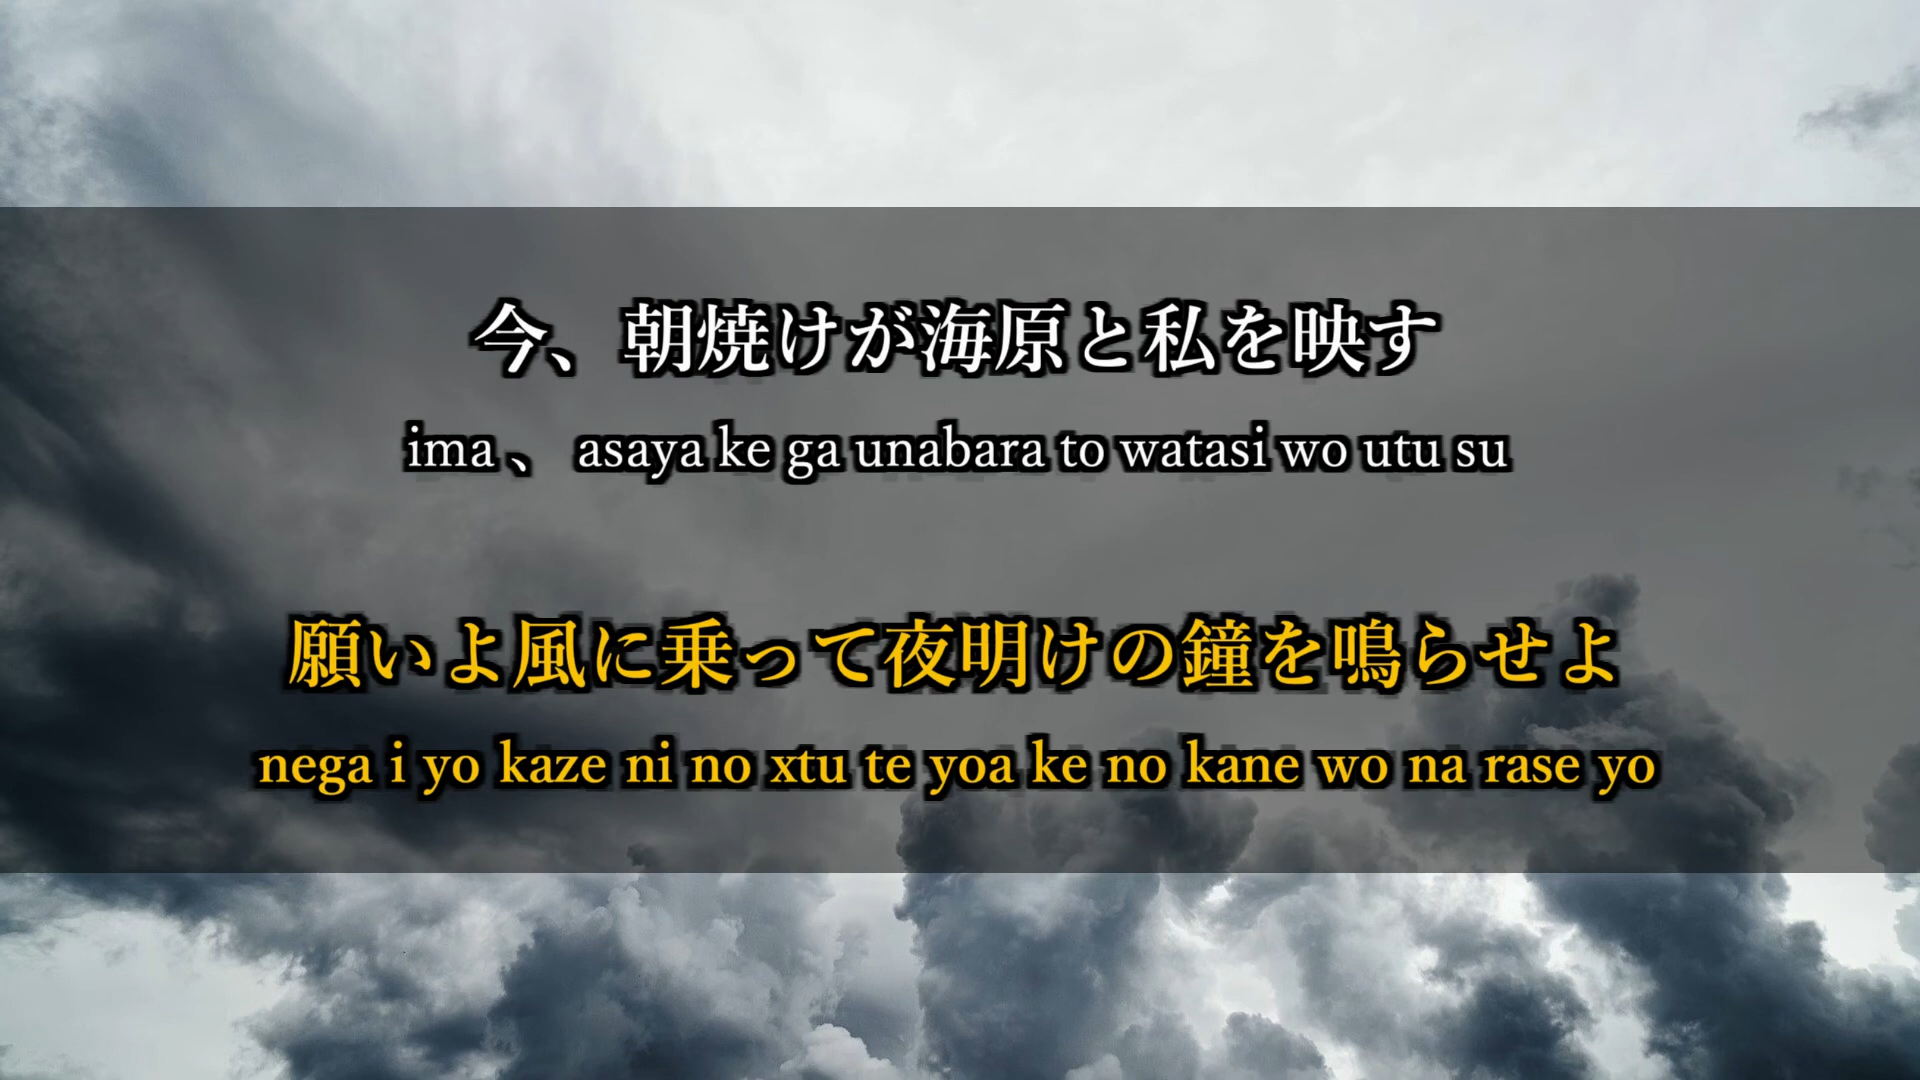 今、朝焼けが海原と私を映す
ima 、 asaya ke ga unabara to watasi wo utu su
願いよ風に乗って夜明けの鐘を鳴らせよ
nega i yo kaze ni no xtu te yoa ke no kane wo na rase yo